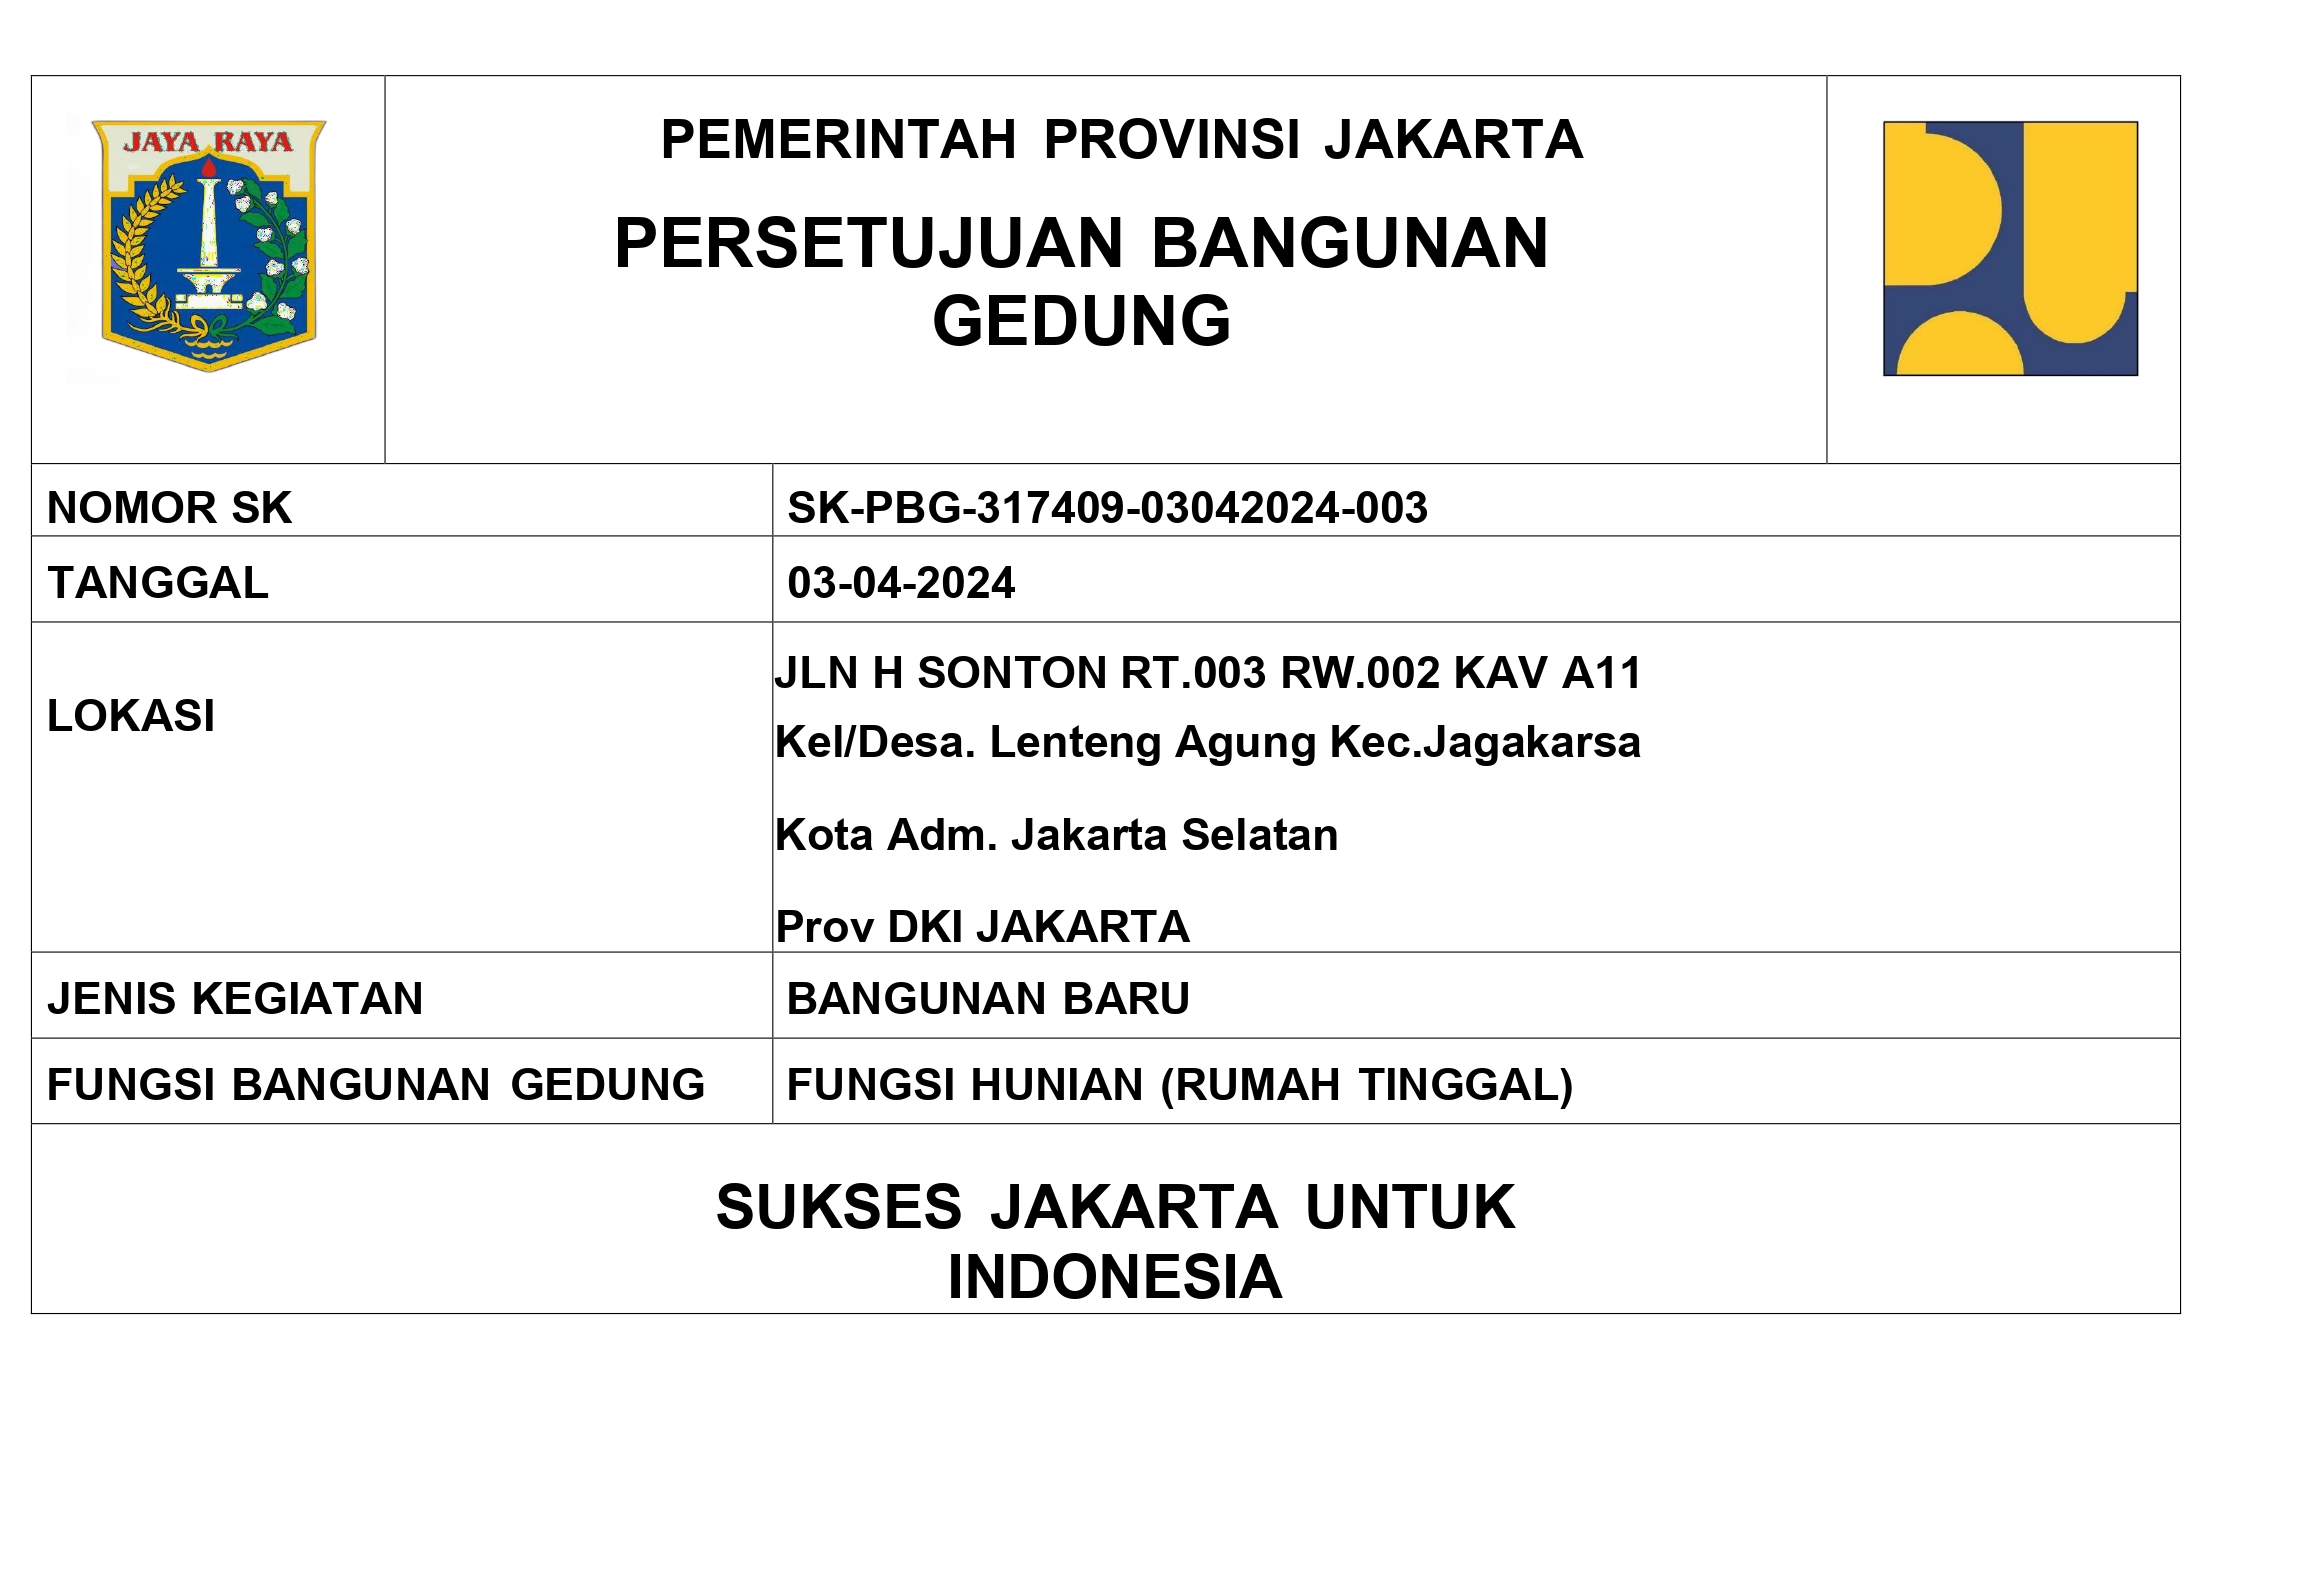 JAYA RAYA
PEMERINTAH PROVINSI JAKARTA
PERSETUJUAN BANGUNAN
GEDUNG
NOMOR SK
SK-PBG-317409-03042024-003
TANGGAL
03-04-2024
LOKASI
JLN H SONTON RT.003 RW.002 KAV A11
Kel/Desa. Lenteng Agung Kec.Jagakarsa
Kota Adm. Jakarta Selatan
Prov DKI JAKARTA
JENIS KEGIATAN
BANGUNAN BARU
FUNGSI BANGUNAN GEDUNG
FUNGSI HUNIAN (RUMAH TINGGAL)
SUKSES JAKARTA UNTUK
INDONESIA